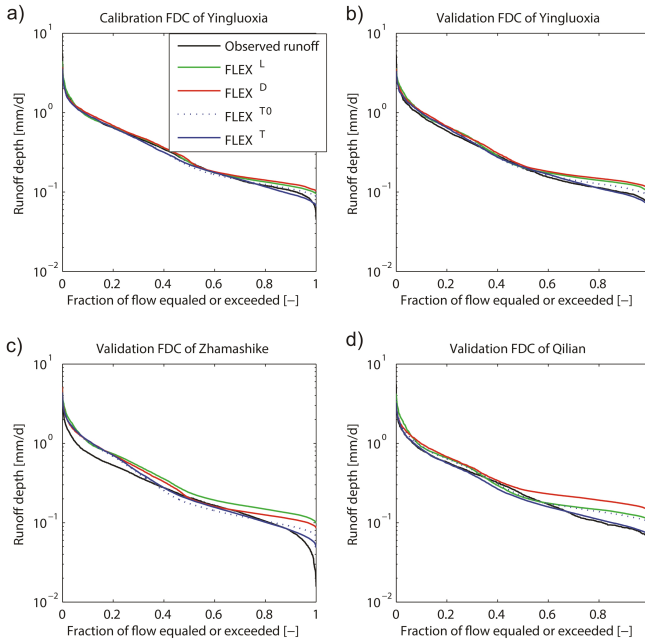 a)
Calibration FDC of Yingluoxia
10^1
10^0
10^−1
10^−2
Runoff depth [mm/d]
0 0.2 0.4 0.6 0.8 1
Fraction of flow equaled or exceeded [−]
Observed runoff
FLEX^L
FLEX^D
FLEX^T0
FLEX^T
b)
Validation FDC of Yingluoxia
10^1
10^0
10^−1
10^−2
Runoff depth [mm/d]
0 0.2 0.4 0.6 0.8 1
Fraction of flow equaled or exceeded [−]
c)
Validation FDC of Zhamashike
10^1
10^0
10^−1
10^−2
Runoff depth [mm/d]
0 0.2 0.4 0.6 0.8 1
Fraction of flow equaled or exceeded [−]
d)
Validation FDC of Qilian
10^1
10^0
10^−1
10^−2
Runoff depth [mm/d]
0 0.2 0.4 0.6 0.8 1
Fraction of flow equaled or exceeded [−]